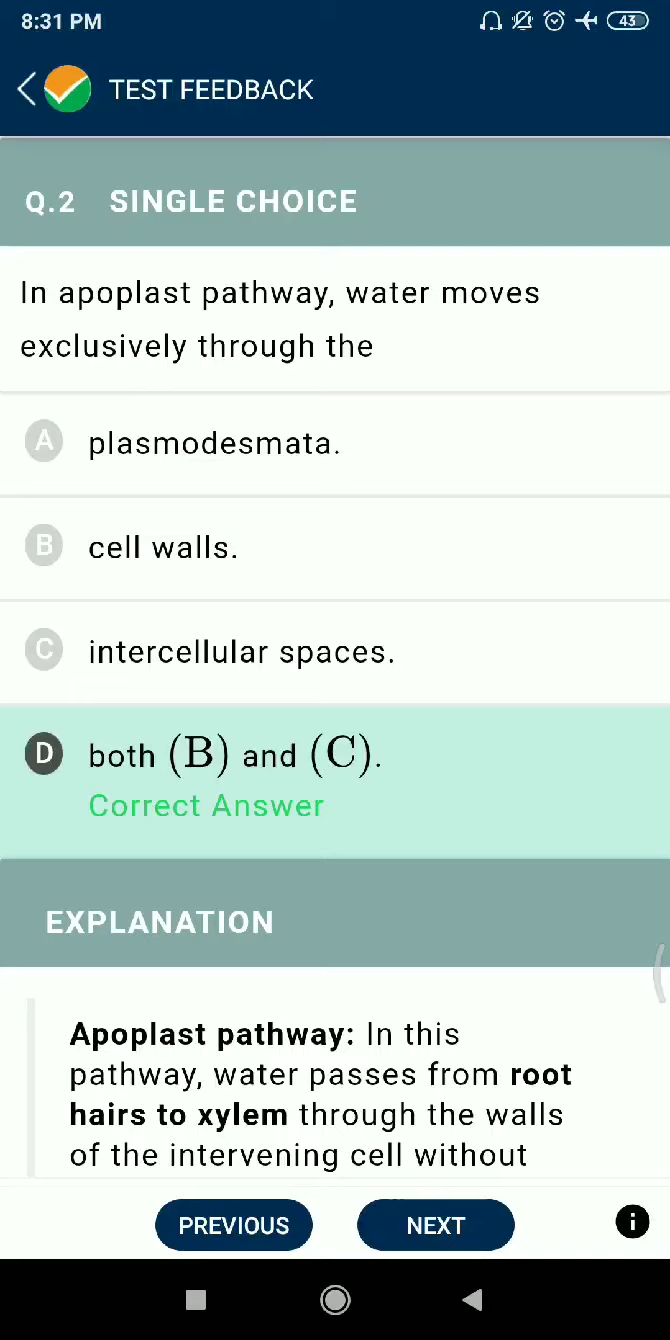 8:31 PM
43
TEST FEEDBACK
Q.2 SINGLE CHOICE
In apoplast pathway, water moves
exclusively through the
A plasmodesmata.
B cell walls.
C intercellular spaces.
D both (B) and (C).
Correct Answer
EXPLANATION
Apoplast pathway: In this
pathway, water passes from root
hairs to xylem through the walls
of the intervening cell without
PREVIOUS
NEXT
i